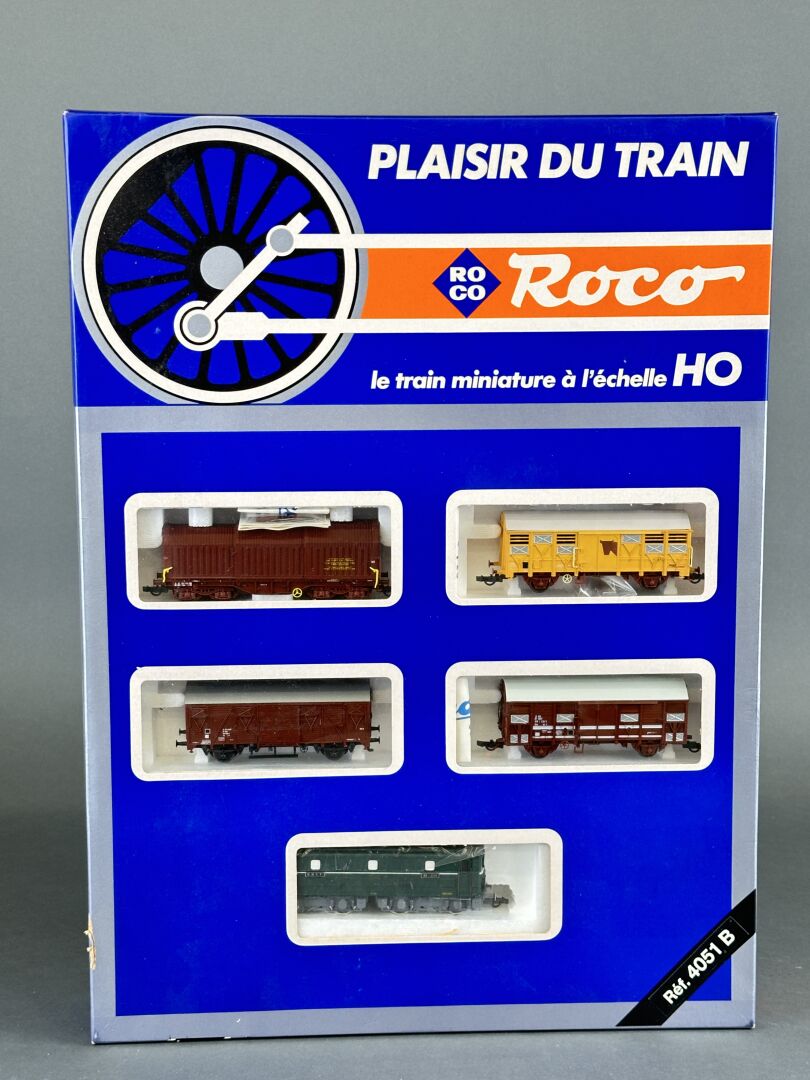 PLAISIR DU TRAIN
RO
CO
Roco
le train miniature à l'échelle HO
Réf. 4051 B